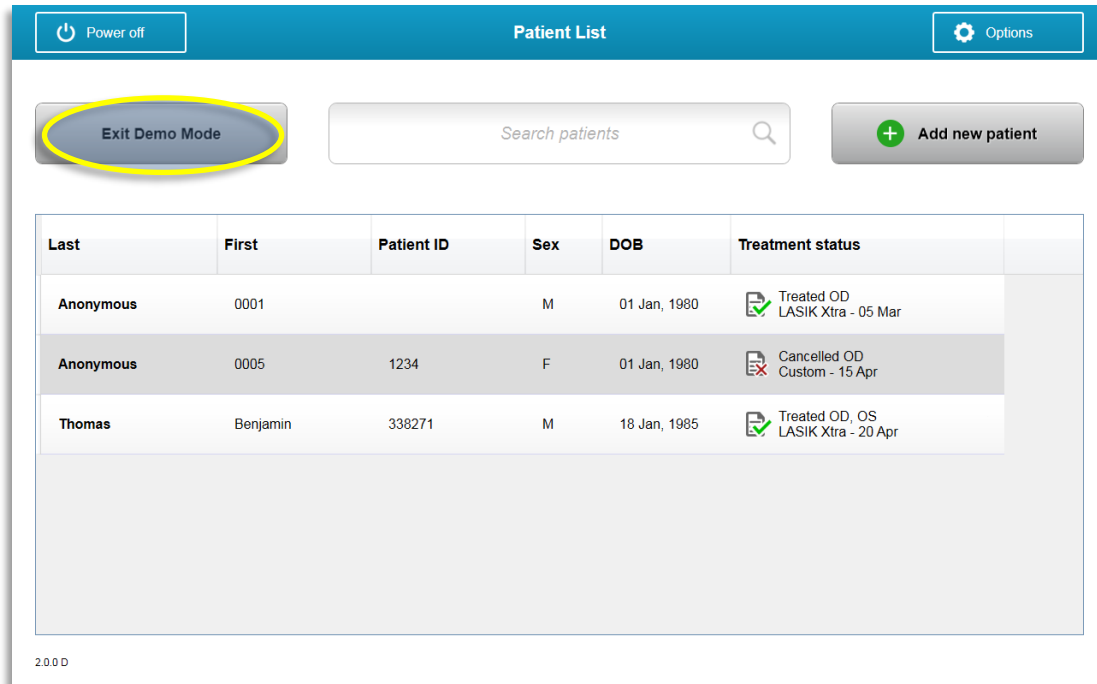 Power off
Patient List
Options
Exit Demo Mode
Search patients
Add new patient
Last First Patient ID Sex DOB Treatment status
Anonymous 0001 M 01 Jan, 1980 Treated OD
LASIK Xtra - 05 Mar
Anonymous 0005 1234 F 01 Jan, 1980 Cancelled OD
Custom - 15 Apr
Thomas Benjamin 338271 M 18 Jan, 1985 Treated OD, OS
LASIK Xtra - 20 Apr
2.0.0 D